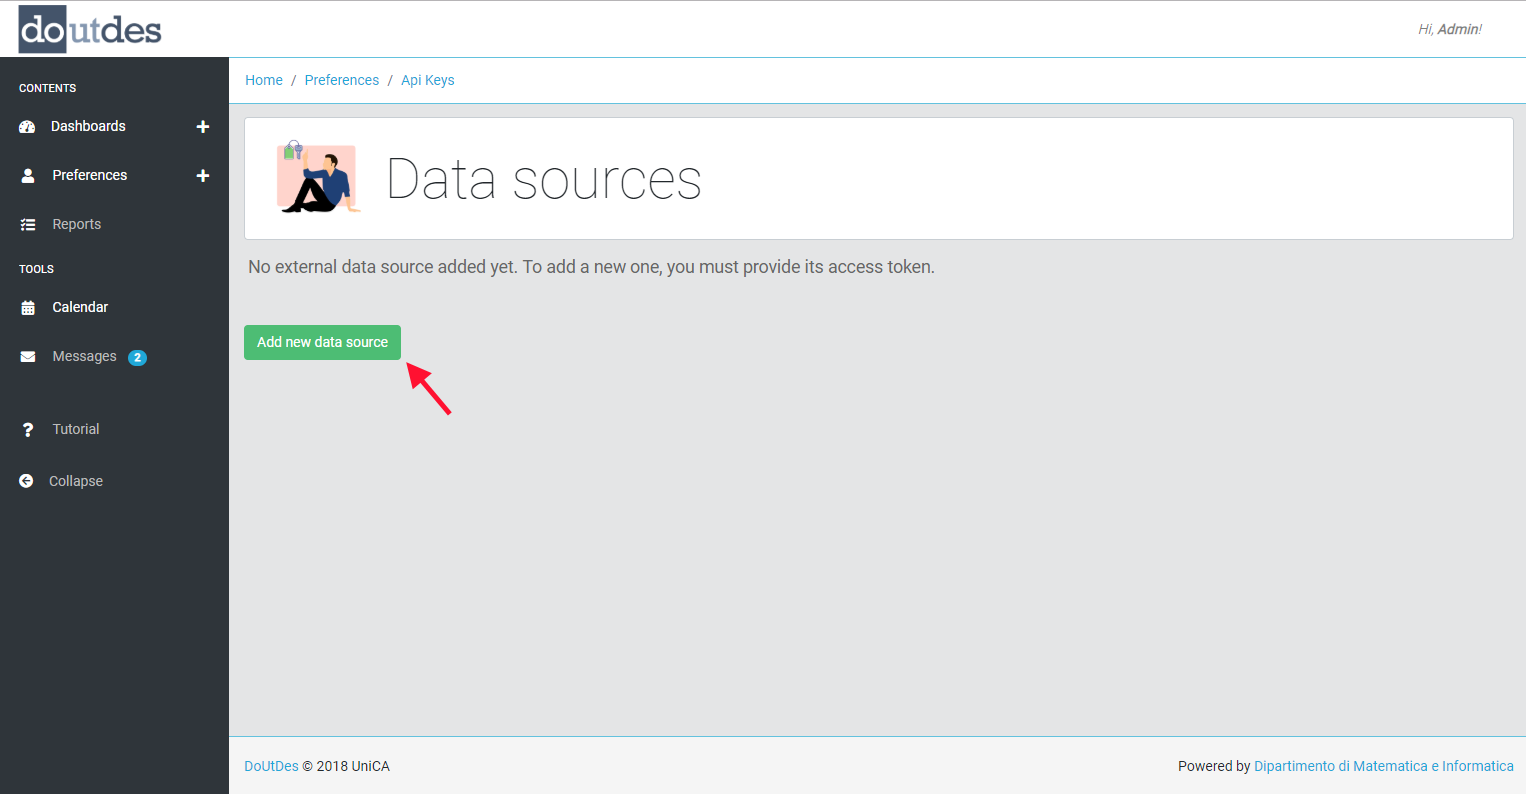 doutdes
Hi, Admin!
CONTENTS
Dashboards
Preferences
Reports
TOOLS
Calendar
Messages 2
Tutorial
Collapse
Home / Preferences / Api Keys
Data sources
No external data source added yet. To add a new one, you must provide its access token.
Add new data source
DoUtDes © 2018 UniCA
Powered by Dipartimento di Matematica e Informatica